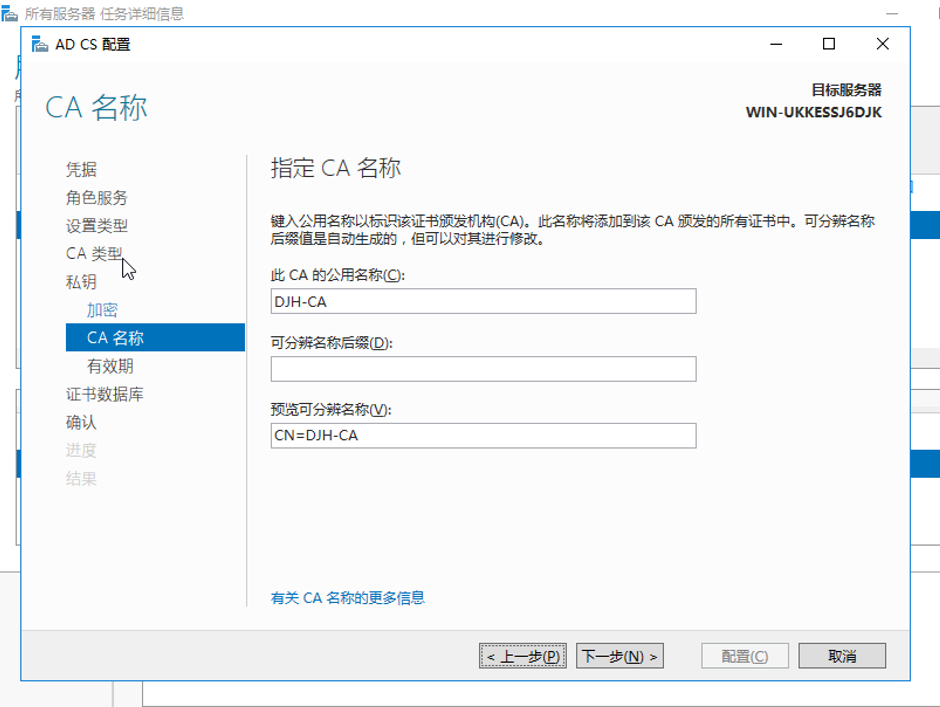 所有服务器 任务详细信息
AD CS 配置
CA 名称
目标服务器
WIN-UKKESSJ6DJK
凭据
角色服务
设置类型
CA 类型
私钥
加密
CA 名称
有效期
证书数据库
确认
进度
结果
指定 CA 名称
键入公用名称以标识该证书颁发机构(CA)。此名称将添加到该 CA 颁发的所有证书中。可分辨名称
后缀值是自动生成的，但可以对其进行修改。
此 CA 的公用名称(C):
DJH-CA
可分辨名称后缀(D):
预览可分辨名称(V):
CN=DJH-CA
有关 CA 名称的更多信息
< 上一步(P)
下一步(N) >
配置(C)
取消